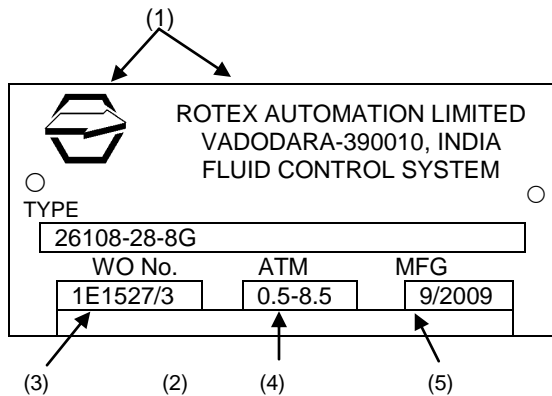 (1)
ROTEX AUTOMATION LIMITED
VADODARA-390010, INDIA
FLUID CONTROL SYSTEM
TYPE
26108-28-8G
WO No. ATM MFG
1E1527/3 0.5-8.5 9/2009
(3) (2) (4) (5)